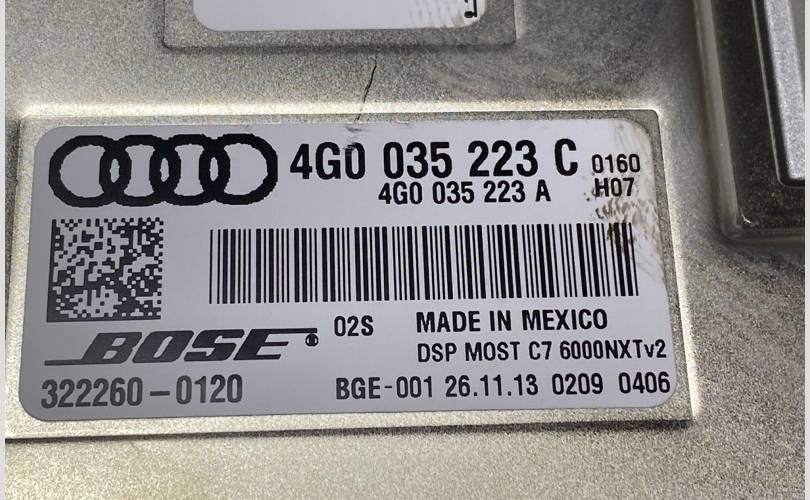 4G0 035 223 C 0160
4G0 035 223 A H07
BOSE 02S MADE IN MEXICO
DSP MOST C7 6000NXTv2
322260-0120 BGE-001 26.11.13 0209 0406